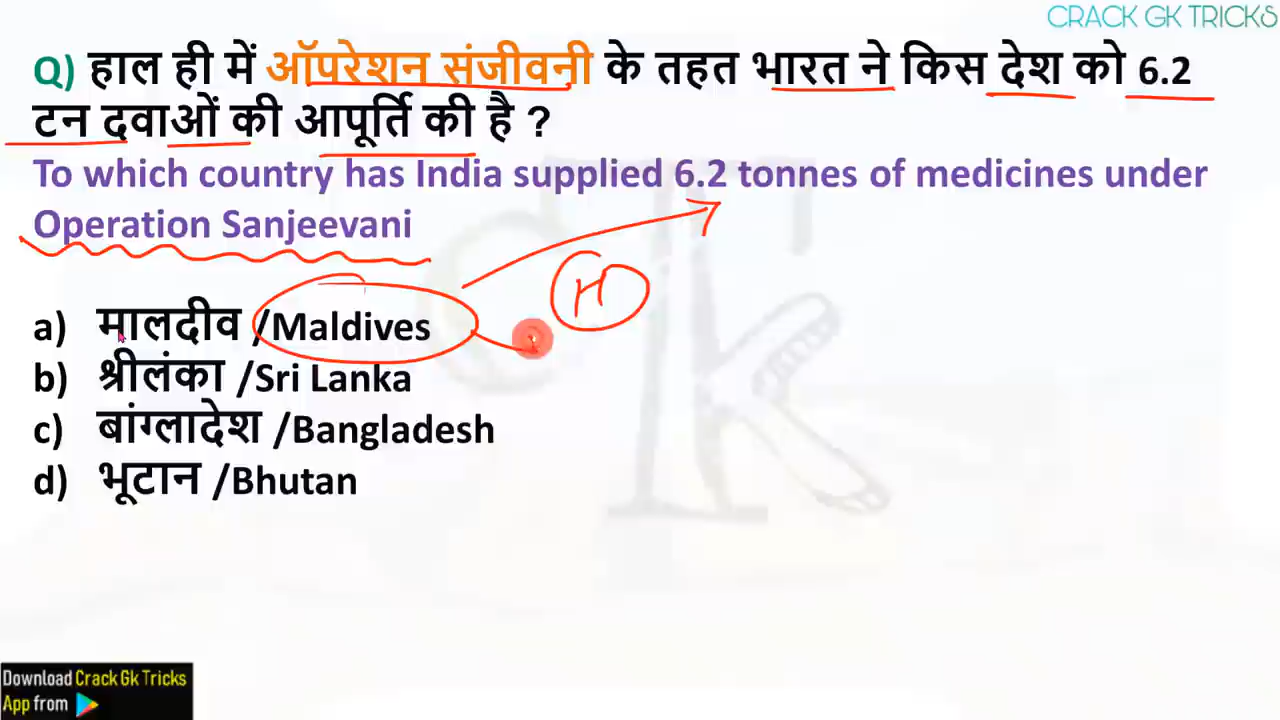 CRACK GK TRICKS
Q) हाल ही में ऑपरेशन संजीवनी के तहत भारत ने किस देश को 6.2
टन दवाओं की आपूर्ति की है ?
To which country has India supplied 6.2 tonnes of medicines under
Operation Sanjeevani
H
a) मालदीव /Maldives
b) श्रीलंका /Sri Lanka
c) बांग्लादेश /Bangladesh
d) भूटान /Bhutan
Download Crack Gk Tricks
App from